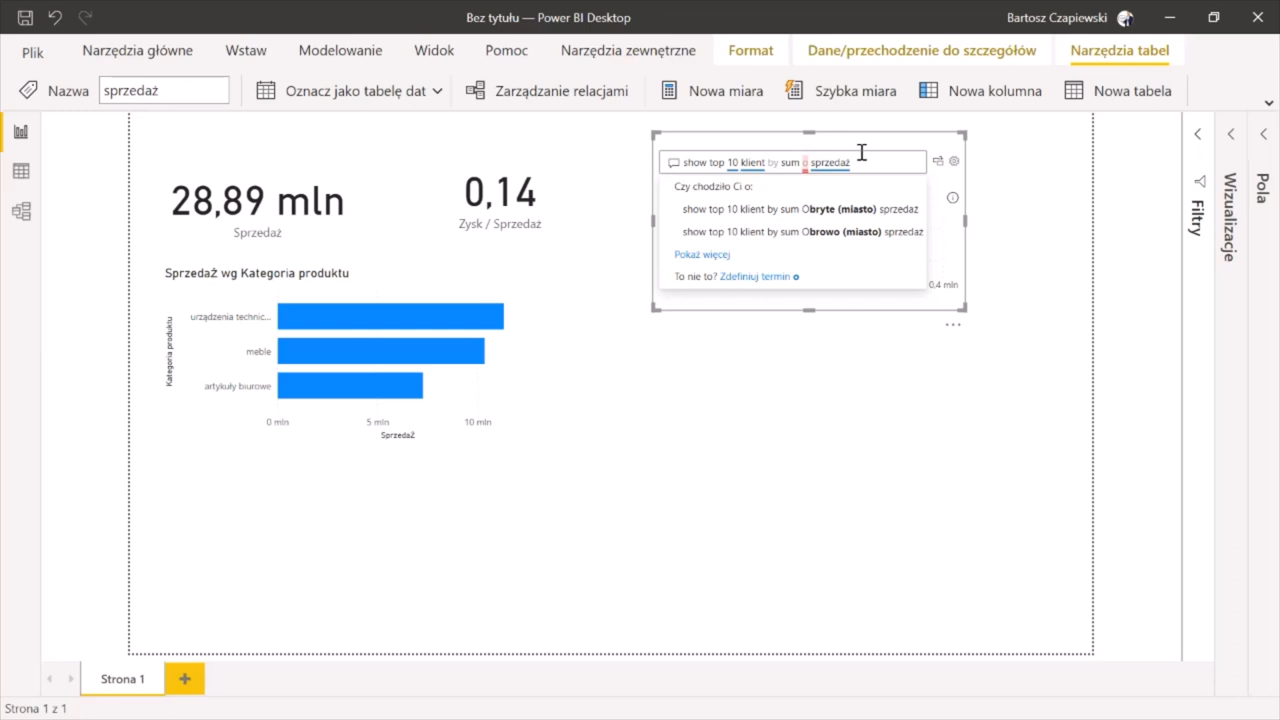 Bez tytułu — Power BI Desktop
Bartosz Czapiewski
Plik
Narzędzia główne
Wstaw
Modelowanie
Widok
Pomoc
Narzędzia zewnętrzne
Format
Dane/przechodzenie do szczegółów
Narzędzia tabel
Nazwa
sprzedaż
Oznacz jako tabelę dat
Zarządzanie relacjami
Nowa miara
Szybka miara
Nowa kolumna
Nowa tabela
28,89 mln
Sprzedaż
0,14
Zysk / Sprzedaż
show top 10 klient by sum o sprzedaż
Czy chodziło Ci o:
show top 10 klient by sum Obryte (miasto) sprzedaż
show top 10 klient by sum Obrowo (miasto) sprzedaż
Pokaż więcej
To nie to? Zdefiniuj termin
0,4 mln
Sprzedaż wg Kategoria produktu
Kategoria produktu
urządzenia technic...
meble
artykuły biurowe
0 mln
5 mln
10 mln
Sprzedaż
Filtry
Wizualizacje
Pola
Strona 1
Strona 1 z 1